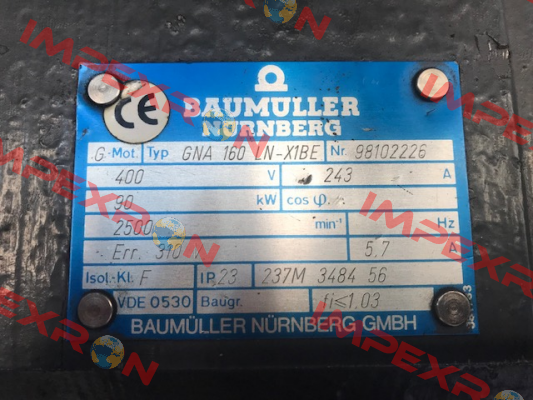 IMPEXRON
CE
BAUMÜLLER
NÜRNBERG
G-Mot. Typ GNA 160 LN-X1BE Nr. 98102226
400 V 243 A
90 kW cos φ.
2500 min⁻¹ Hz
Err. 310 5,7 A
Isol-Kl. F IP 23 237M 3484 56
VDE 0530 Baugr. fi≤1.03
BAUMÜLLER NÜRNBERG GMBH